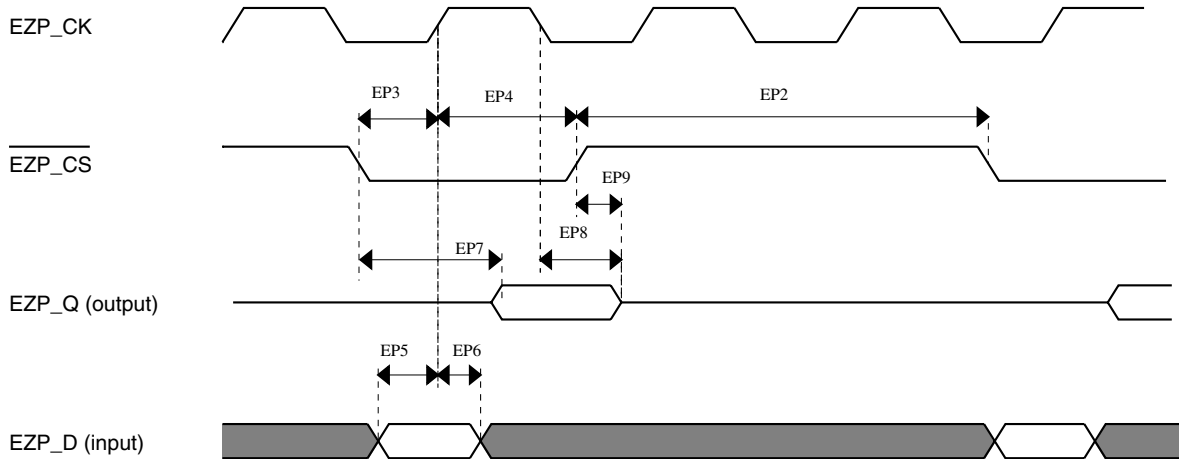 EZP_CK
EP3
EP4
EP2
EZP_CS
EP9
EP8
EP7
EZP_Q (output)
EP5
EP6
EZP_D (input)